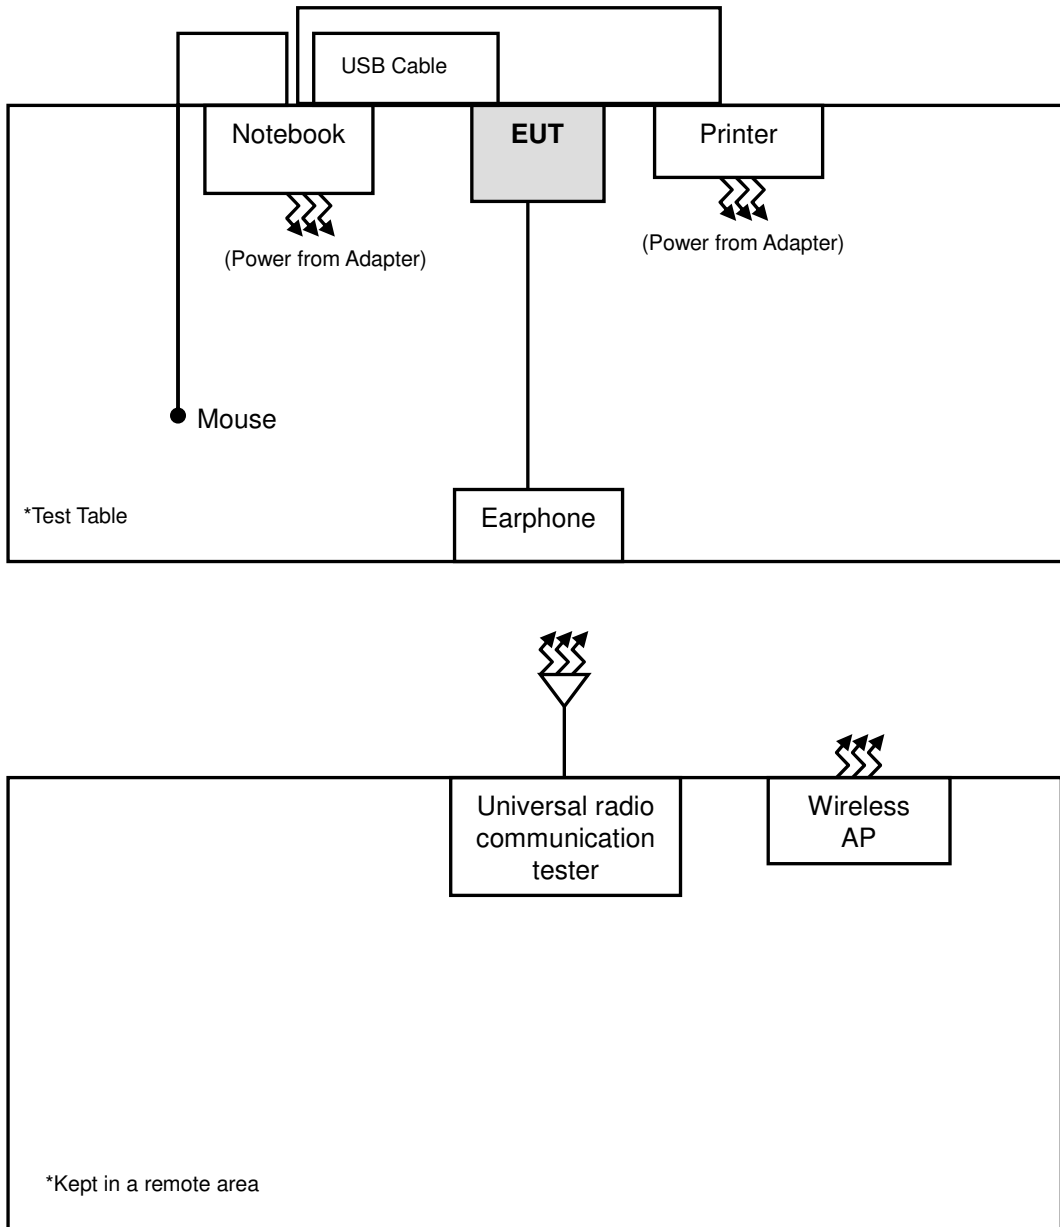 USB Cable
Notebook
EUT
Printer
(Power from Adapter)
(Power from Adapter)
Mouse
*Test Table
Earphone
Universal radio
communication
tester
Wireless
AP
*Kept in a remote area